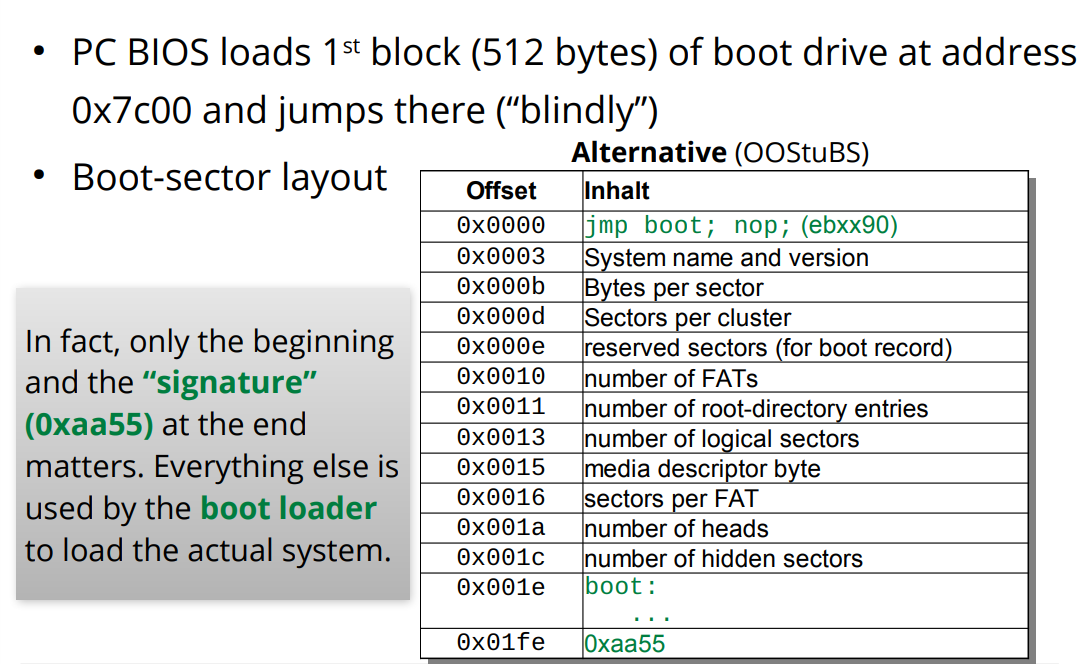 • PC BIOS loads 1st block (512 bytes) of boot drive at address
0x7c00 and jumps there (“blindly”)
• Boot-sector layout
Alternative (OOStuBS)
Offset Inhalt
0x0000 jmp boot; nop; (ebxx90)
0x0003 System name and version
0x000b Bytes per sector
0x000d Sectors per cluster
0x000e reserved sectors (for boot record)
0x0010 number of FATs
0x0011 number of root-directory entries
0x0013 number of logical sectors
0x0015 media descriptor byte
0x0016 sectors per FAT
0x001a number of heads
0x001c number of hidden sectors
0x001e boot:
...
0x01fe 0xaa55
In fact, only the beginning
and the “signature”
(0xaa55) at the end
matters. Everything else is
used by the boot loader
to load the actual system.